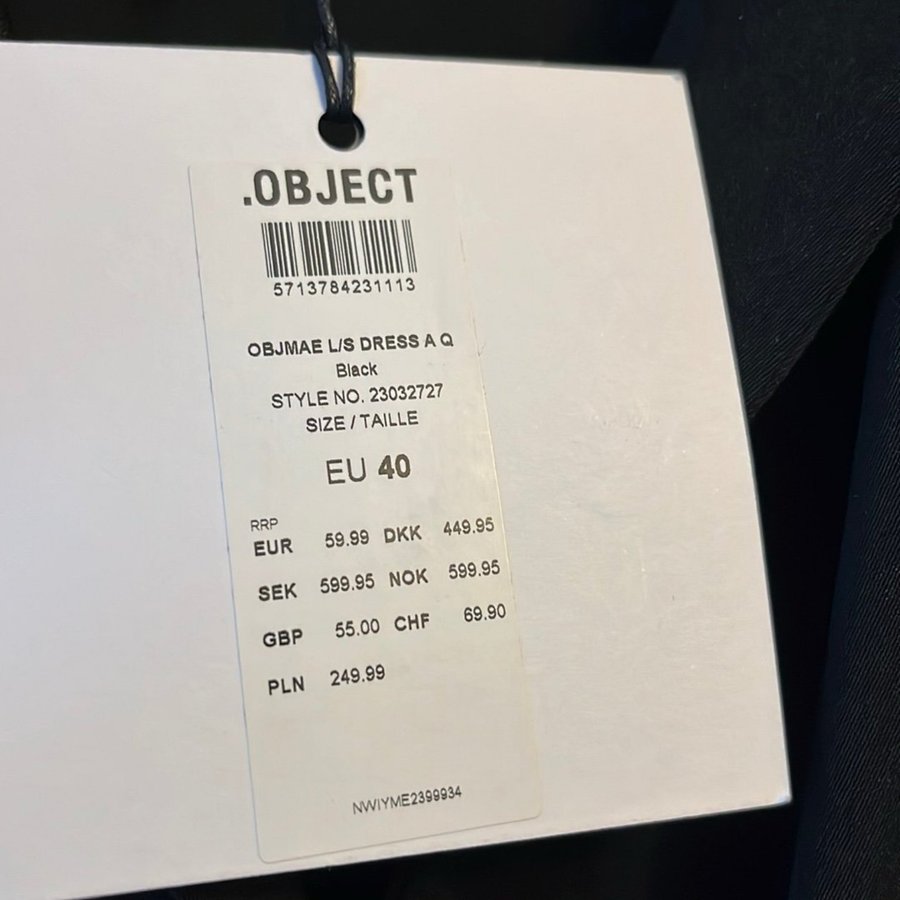 .OBJECT
5713784231113
OBJMAE L/S DRESS A Q
Black
STYLE NO. 23032727
SIZE / TAILLE
EU 40
RRP
EUR 59.99 DKK 449.95
SEK 599.95 NOK 599.95
GBP 55.00 CHF 69.90
PLN 249.99
NWIYME2399934